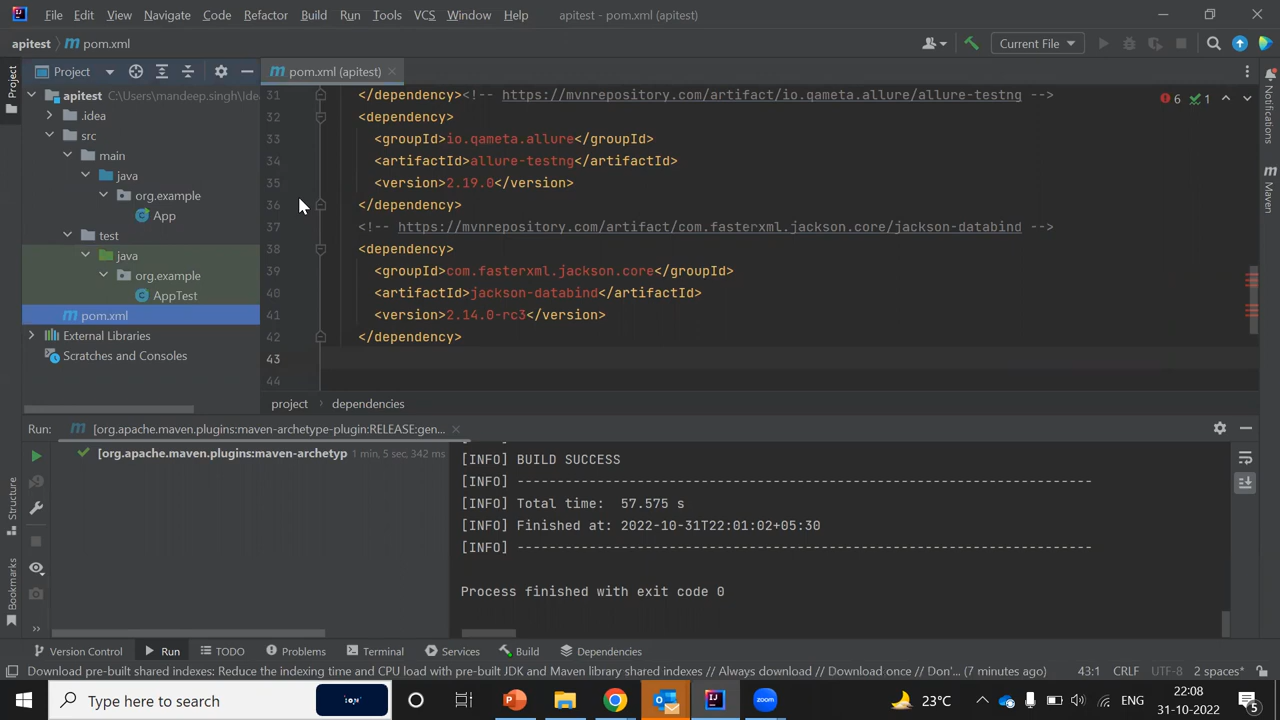 File Edit View Navigate Code Refactor Build Run Tools VCS Window Help apitest - pom.xml (apitest)
apitest pom.xml Current File
Project pom.xml (apitest)
Project
apitest C:\Users\mandeep.singh\Ide
.idea
src
main
java
org.example
App
test
java
org.example
AppTest
pom.xml
External Libraries
Scratches and Consoles
6 1
31 </dependency><!-- https://mvnrepository.com/artifact/io.qameta.allure/allure-testng -->
32 <dependency>
33 <groupId>io.qameta.allure</groupId>
34 <artifactId>allure-testng</artifactId>
35 <version>2.19.0</version>
36 </dependency>
37 <!-- https://mvnrepository.com/artifact/com.fasterxml.jackson.core/jackson-databind -->
38 <dependency>
39 <groupId>com.fasterxml.jackson.core</groupId>
40 <artifactId>jackson-databind</artifactId>
41 <version>2.14.0-rc3</version>
42 </dependency>
43
44
project dependencies
Notifications
Maven
Run: [org.apache.maven.plugins:maven-archetype-plugin:RELEASE:gen...
[org.apache.maven.plugins:maven-archetyp 1 min, 5 sec, 342 ms
[INFO] BUILD SUCCESS
[INFO] ------------------------------------------------------------------------
[INFO] Total time:  57.575 s
[INFO] Finished at: 2022-10-31T22:01:02+05:30
[INFO] ------------------------------------------------------------------------
Process finished with exit code 0
Structure
Bookmarks
Version Control Run TODO Problems Terminal Services Build Dependencies
Download pre-built shared indexes: Reduce the indexing time and CPU load with pre-built JDK and Maven library shared indexes // Always download // Download once // Don'... (7 minutes ago) 43:1 CRLF UTF-8 2 spaces*
Type here to search 23°C ENG 22:08
31-10-2022 5